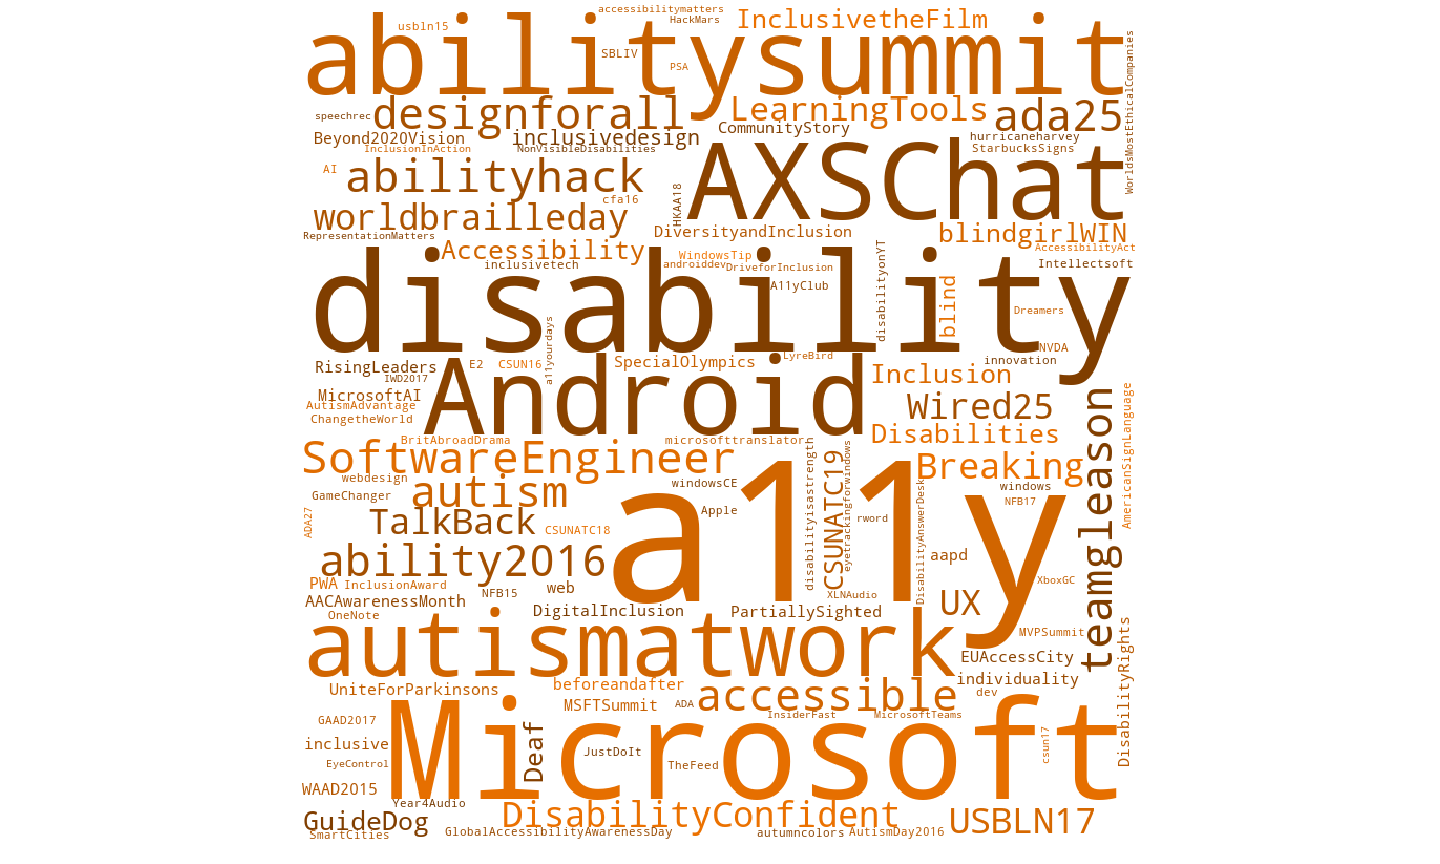 accessibilitymatters
usbln15
HackMars
InclusivetheFilm
abilitysummit
SBLIV
PSA
WorldsMostEthicalCompanies
speechrec
designforall
LearningTools
ada25
Beyond2020Vision
inclusivedesign
CommunityStory
hurricaneharvey
InclusionInAction
NonVisibleDisabilities
StarbucksSigns
AI
abilityhack
AXSChat
cfa16
HKAA18
worldbrailleday
RepresentationMatters
DiversityandInclusion
blindgirlWIN
Accessibility
WindowsTip
AccessibilityAct
inclusivetech
androiddev
DriveforInclusion
Intellectsoft
disability
A11yClub
disabilityonYT
blind
Dreamers
a11yourdays
NVDA
RisingLeaders
E2
CSUN16
SpecialOlympics
LyreBird
innovation
IWD2017
Android
Inclusion
MicrosoftAI
AutismAdvantage
Wired25
ChangetheWorld
teamgleason
AmericanSignLanguage
BritAbroadDrama
microsofttranslator
Disabilities
SoftwareEngineer
Breaking
webdesign
windowsCE
disabilityisastrength
CSUNATC19
eyetrackingforwindows
windows
GameChanger
autism
a11y
NFB17
ADA27
TalkBack
CSUNATC18
Apple
rword
DisabilityAnswerDesk
ability2016
aapd
PWA
InclusionAward
NFB15
web
XLNAudio
XboxGC
AACAwarenessMonth
UX
OneNote
DigitalInclusion
PartiallySighted
autismatwork
MVPSummit
DisabilityRights
EUAccessCity
UniteForParkinsons
beforeandafter
accessible
individuality
dev
MSFTSummit
ADA
InsiderFast
MicrosoftTeams
GAAD2017
Microsoft
inclusive
Deaf
JustDoIt
csun17
EyeControl
TheFeed
WAAD2015
Year4Audio
GuideDog
DisabilityConfident
USBLN17
SmartCities
GlobalAccessibilityAwarenessDay
autumncolors
AutismDay2016